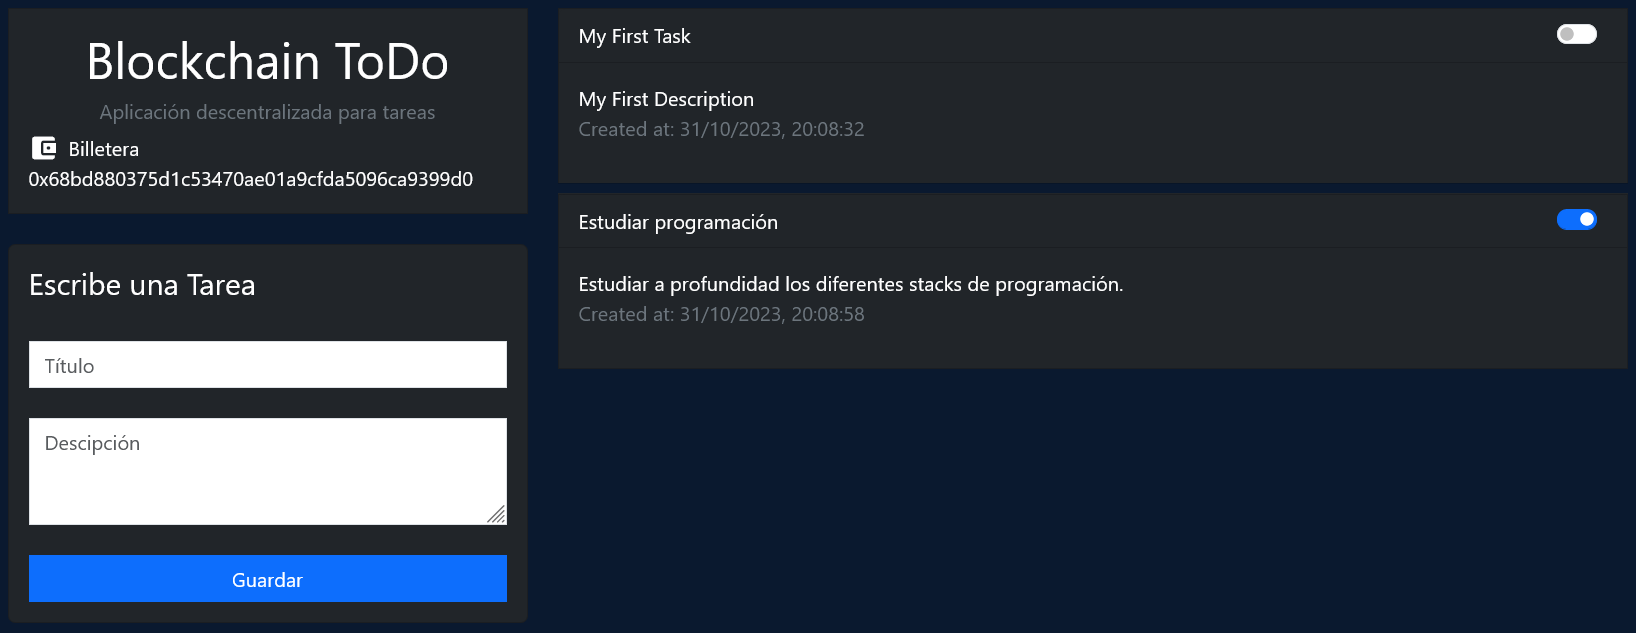 Blockchain ToDo
Aplicación descentralizada para tareas
Billetera
0x68bd880375d1c53470ae01a9cfda5096ca9399d0
Escribe una Tarea
Título
Descipción
Guardar
My First Task
My First Description
Created at: 31/10/2023, 20:08:32
Estudiar programación
Estudiar a profundidad los diferentes stacks de programación.
Created at: 31/10/2023, 20:08:58